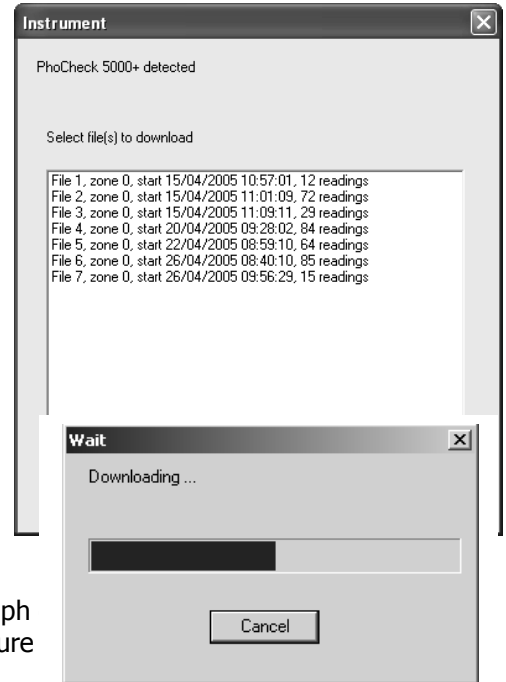 Instrument
PhoCheck 5000+ detected
Select file(s) to download
File 1, zone 0, start 15/04/2005 10:57:01, 12 readings
File 2, zone 0, start 15/04/2005 11:01:09, 72 readings
File 3, zone 0, start 15/04/2005 11:09:11, 29 readings
File 4, zone 0, start 20/04/2005 09:28:02, 84 readings
File 5, zone 0, start 22/04/2005 08:59:10, 64 readings
File 6, zone 0, start 26/04/2005 08:40:10, 85 readings
File 7, zone 0, start 26/04/2005 09:56:29, 15 readings
Wait
Downloading ...
Cancel
ph
ure